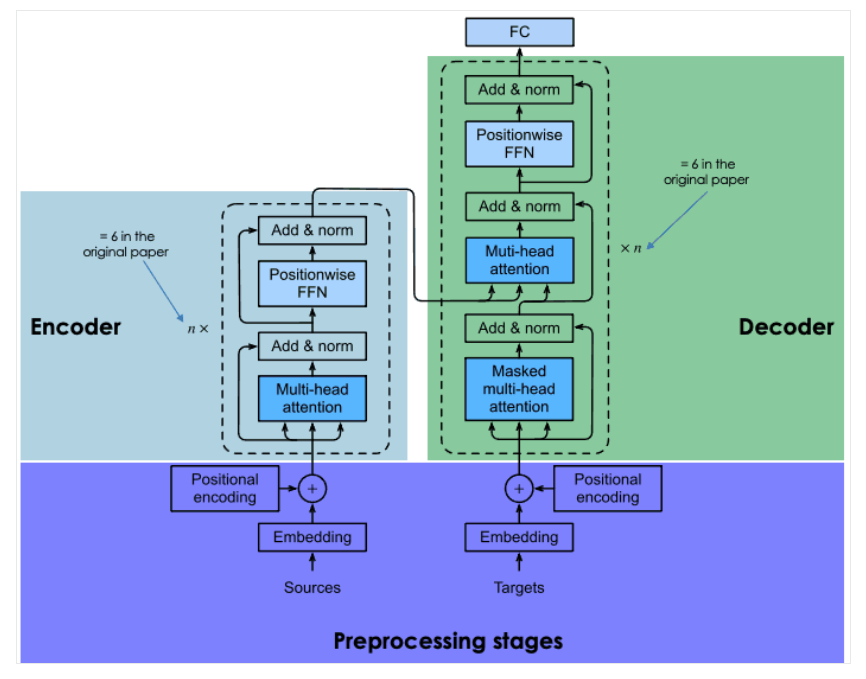 FC
Add & norm
Positionwise
FFN
Add & norm
Muti-head
attention
Add & norm
Masked
multi-head
attention
= 6 in the
original paper
× n
Decoder
Add & norm
Positionwise
FFN
Add & norm
Multi-head
attention
= 6 in the
original paper
n ×
Encoder
Positional
encoding
+
Embedding
Sources
+
Positional
encoding
Embedding
Targets
Preprocessing stages